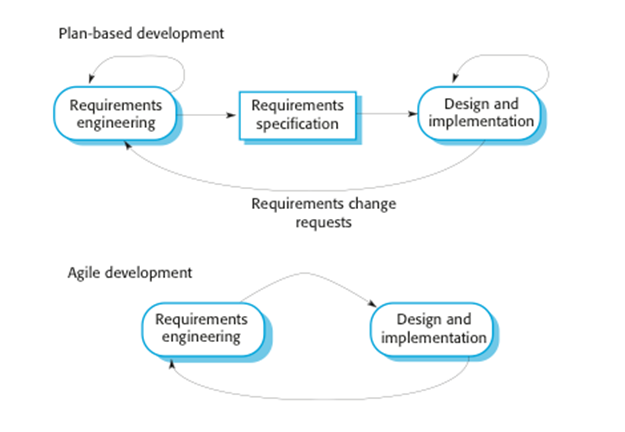 Plan-based development
Requirements
engineering
Requirements
specification
Design and
implementation
Requirements change
requests
Agile development
Requirements
engineering
Design and
implementation